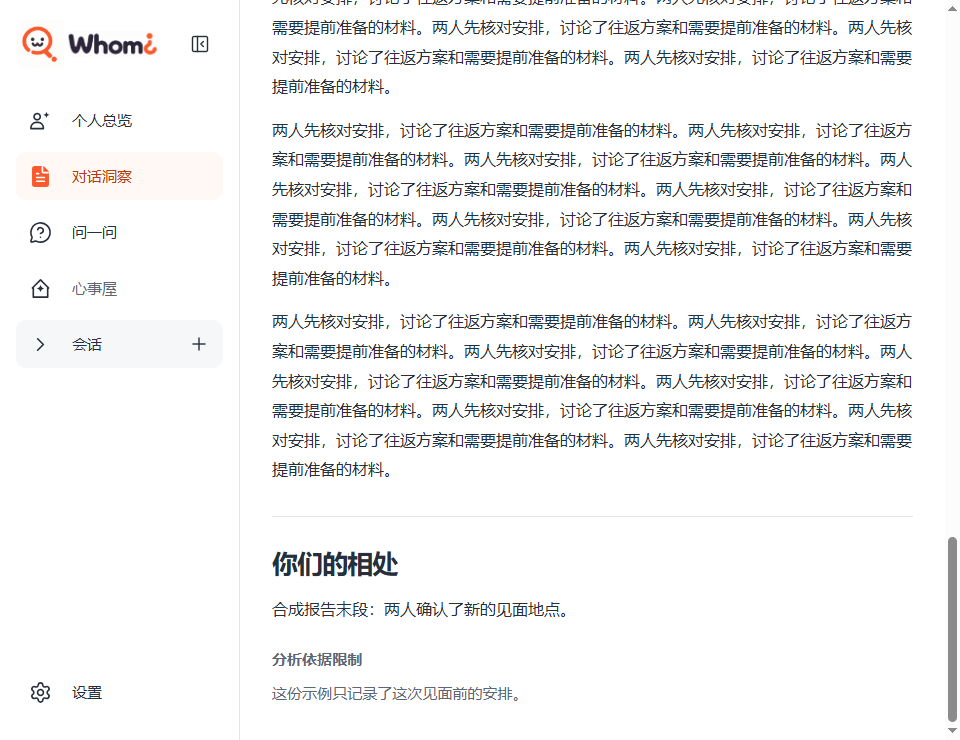 Whomi
个人总览
对话洞察
问一问
心事屋
会话
设置
需要提前准备的材料。两人先核对安排，讨论了往返方案和需要提前准备的材料。两人先核
对安排，讨论了往返方案和需要提前准备的材料。两人先核对安排，讨论了往返方案和需要
提前准备的材料。
两人先核对安排，讨论了往返方案和需要提前准备的材料。两人先核对安排，讨论了往返方
案和需要提前准备的材料。两人先核对安排，讨论了往返方案和需要提前准备的材料。两人
先核对安排，讨论了往返方案和需要提前准备的材料。两人先核对安排，讨论了往返方案和
需要提前准备的材料。两人先核对安排，讨论了往返方案和需要提前准备的材料。两人先核
对安排，讨论了往返方案和需要提前准备的材料。两人先核对安排，讨论了往返方案和需要
提前准备的材料。
两人先核对安排，讨论了往返方案和需要提前准备的材料。两人先核对安排，讨论了往返方
案和需要提前准备的材料。两人先核对安排，讨论了往返方案和需要提前准备的材料。两人
先核对安排，讨论了往返方案和需要提前准备的材料。两人先核对安排，讨论了往返方案和
需要提前准备的材料。两人先核对安排，讨论了往返方案和需要提前准备的材料。两人先核
对安排，讨论了往返方案和需要提前准备的材料。两人先核对安排，讨论了往返方案和需要
提前准备的材料。
你们的相处
合成报告末段：两人确认了新的见面地点。
分析依据限制
这份示例只记录了这次见面前的安排。